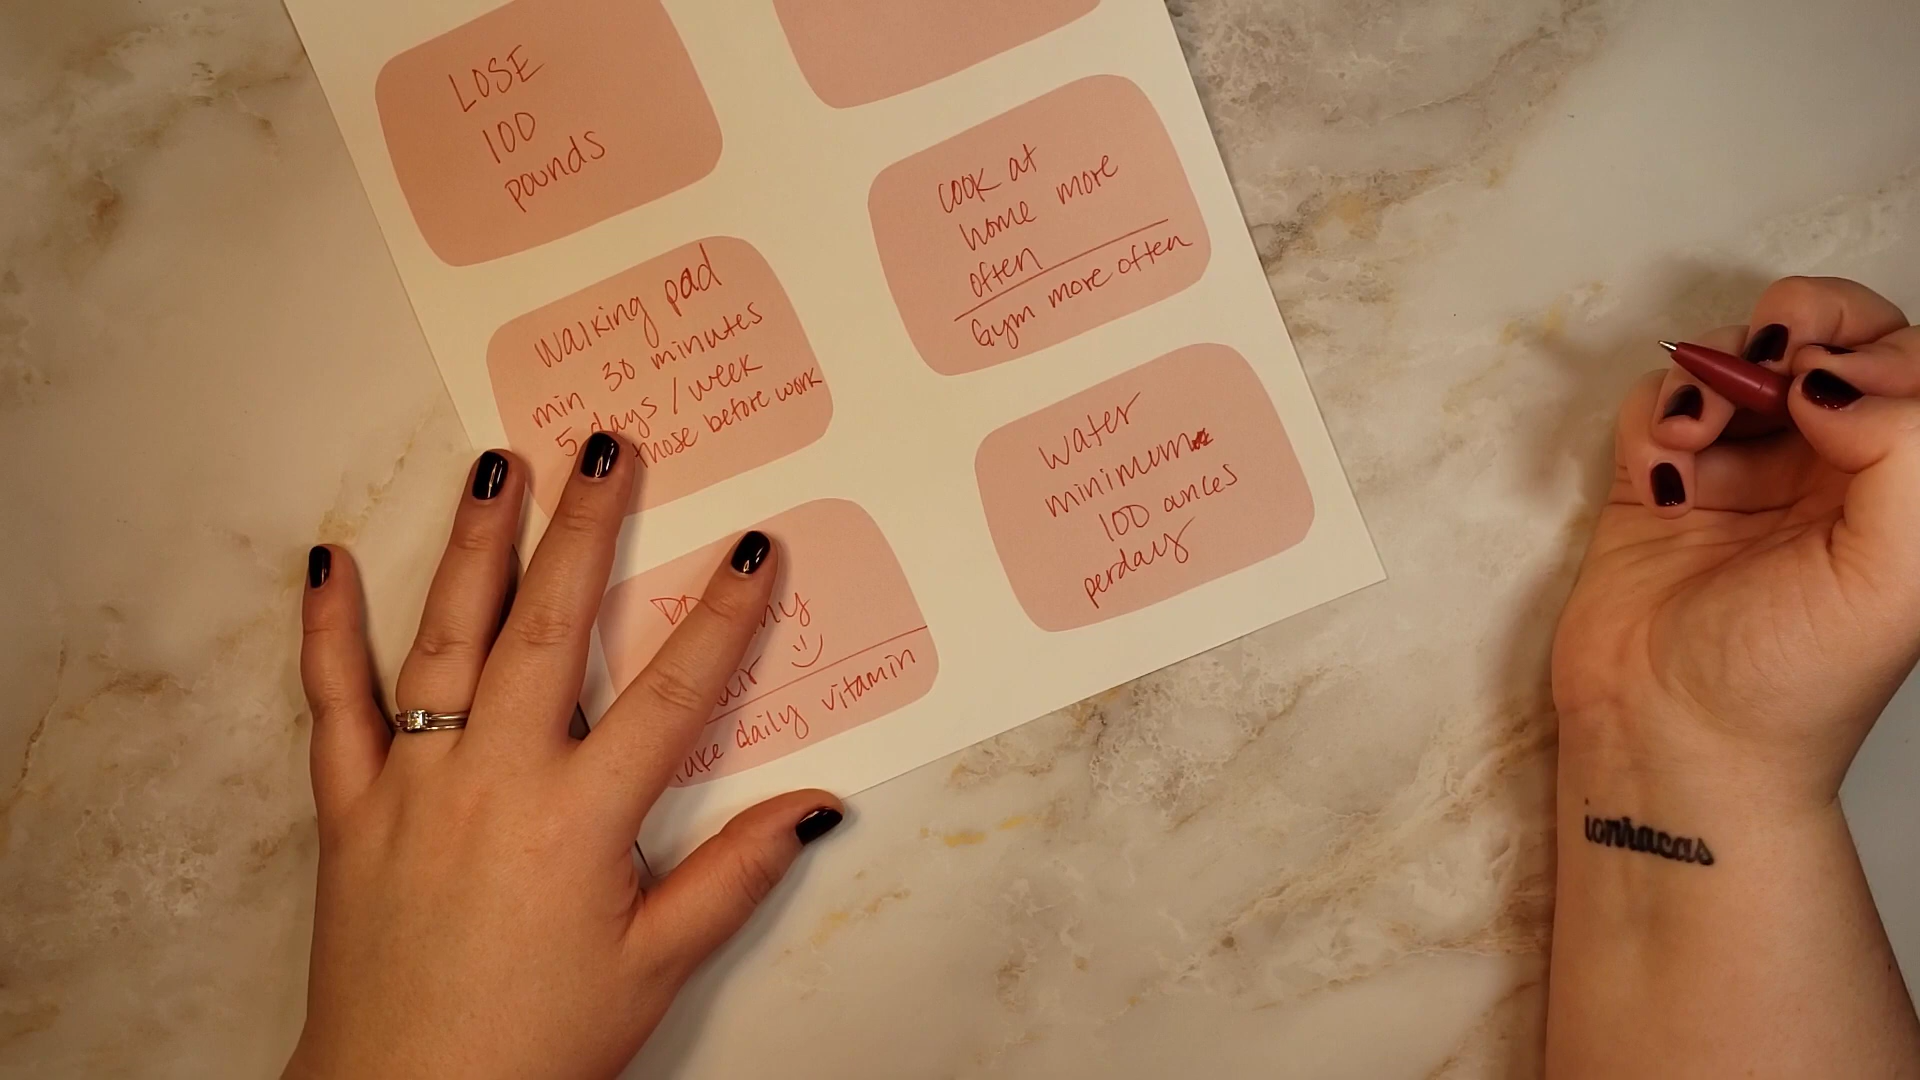 LOSE
100
pounds
cook at
home more
often
Gym more often
Walking pad
min 30 minutes
5 days / week
those before work
water
minimum
100 ounces
perday
:)
take daily vitamin
ionracas